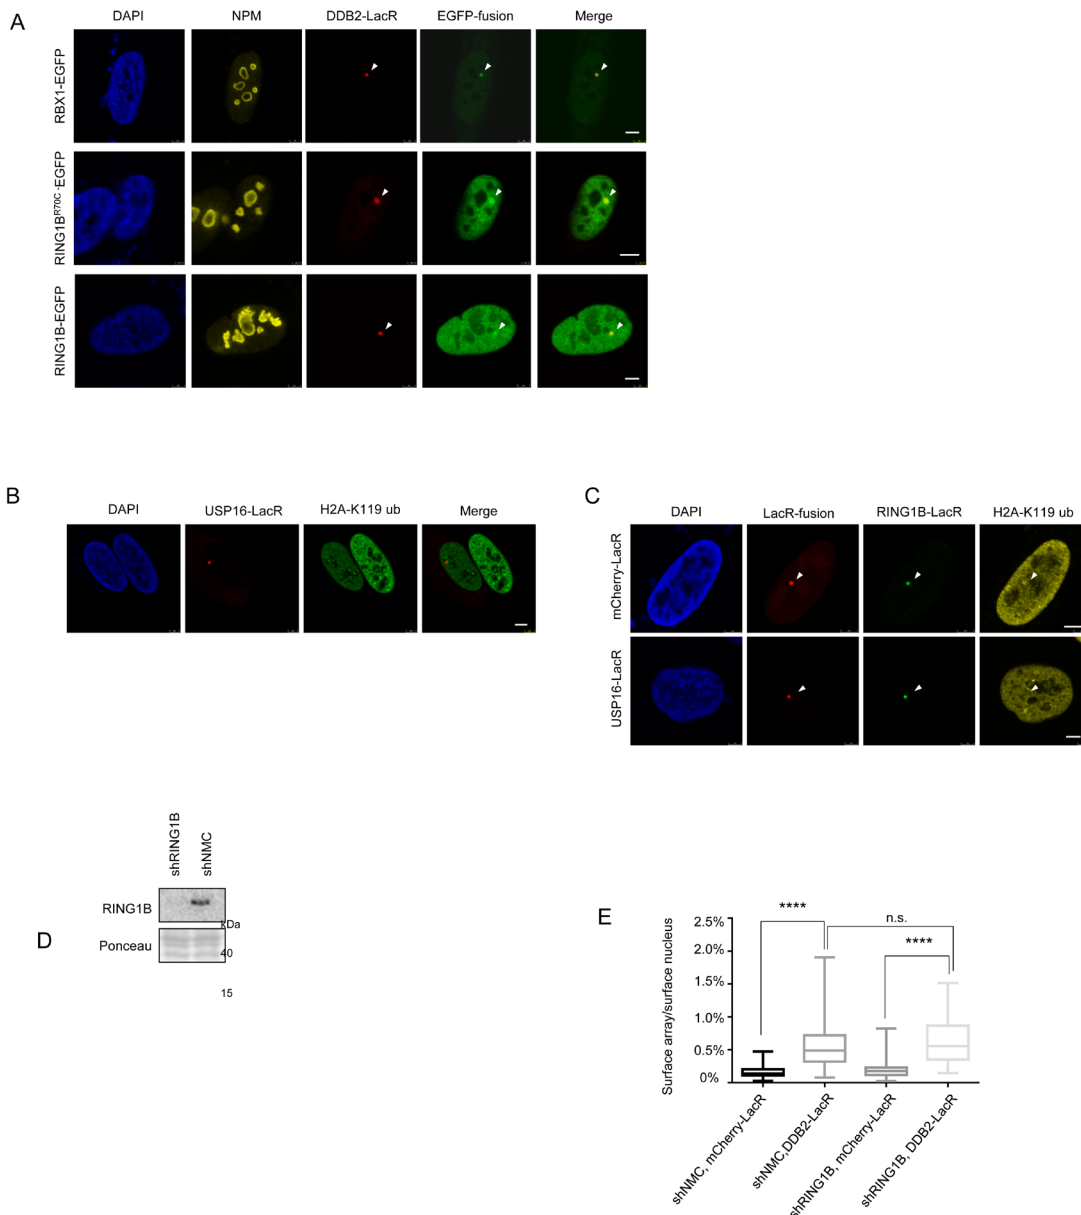 A
DAPI NPM DDB2-LacR EGFP-fusion Merge
RBX1-EGFP
RING1B^R70C-EGFP
RING1B-EGFP
B
DAPI USP16-LacR H2A-K119 ub Merge
C
DAPI LacR-fusion RING1B-LacR H2A-K119 ub
mCherry-LacR
USP16-LacR
D
shRING1B shNMC
RING1B
kDa
Ponceau
40
15
E
**** n.s. ****
Surface array/surface nucleus
2.5%
2.0%
1.0%
0.5%
0%
shNMC, mCherry-LacR
shNMC,DDB2-LacR
shRING1B, mCherry-LacR
shRING1B, DDB2-LacR